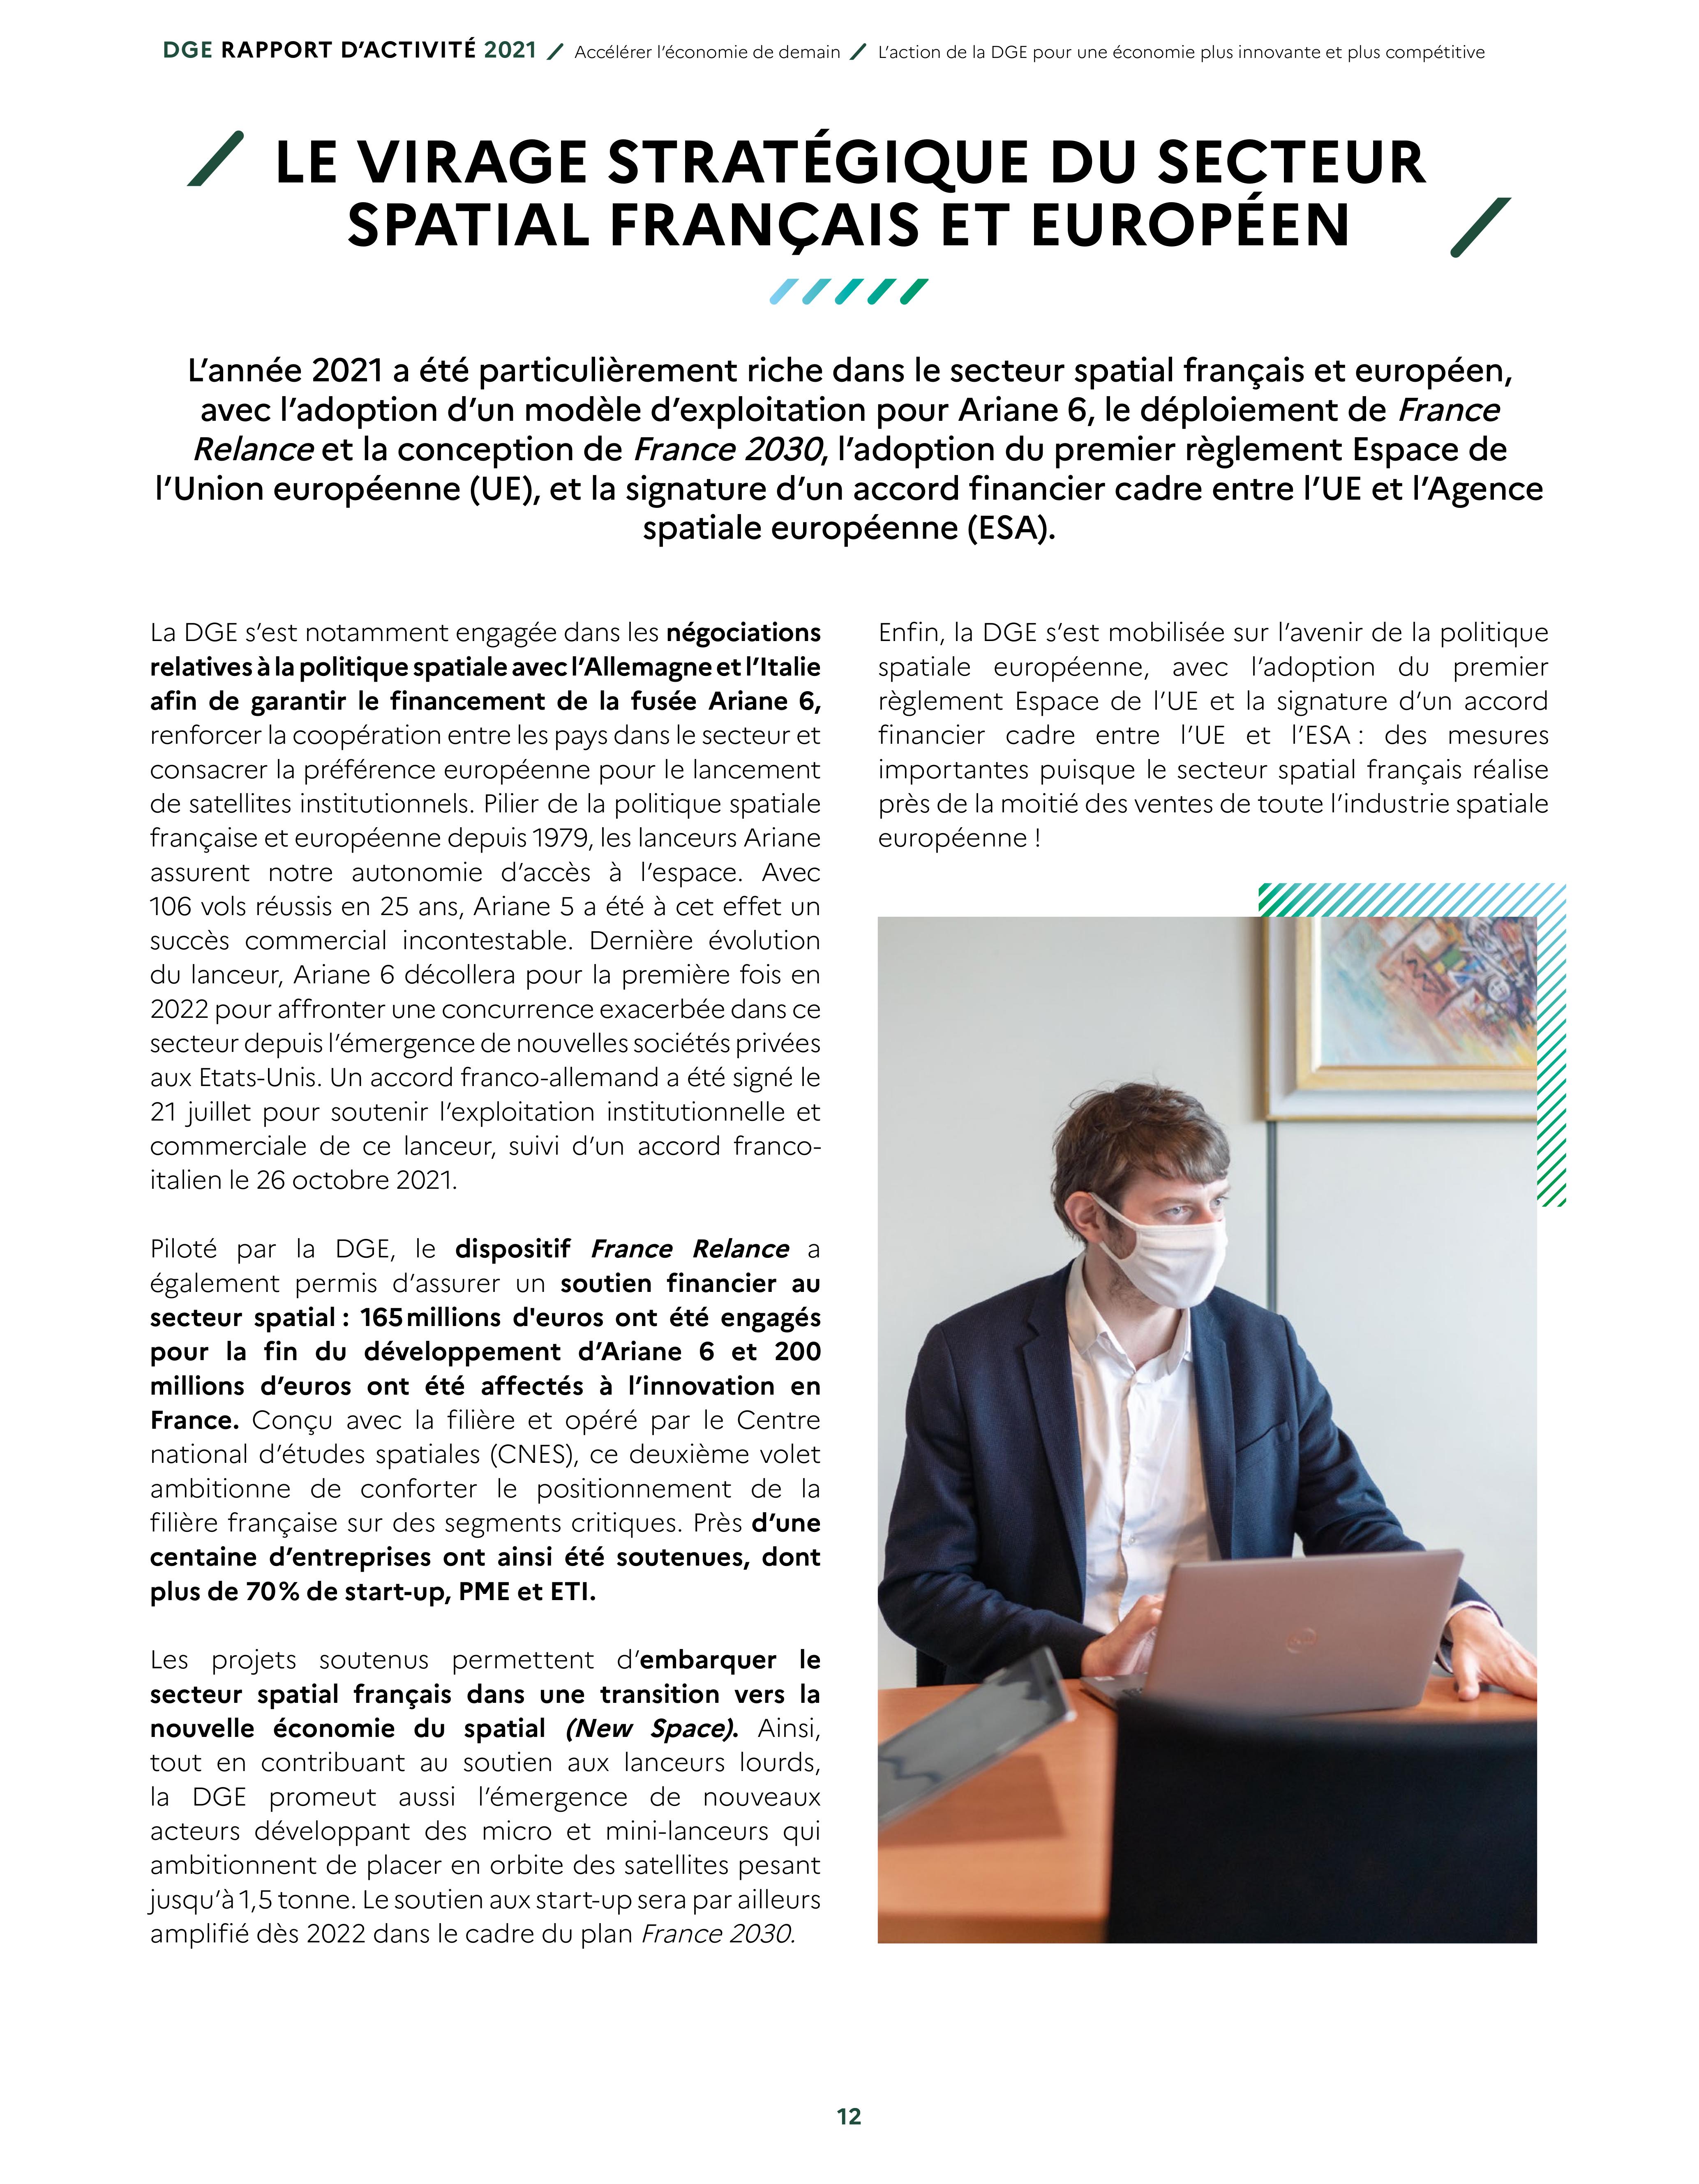 DGE RAPPORT D'ACTIVITÉ 2021 / Accélérer l'économie de demain / L'action de la DGE pour une économie plus innovante et plus compétitive
LE VIRAGE STRATÉGIQUE DU SECTEUR
SPATIAL FRANÇAIS ET EUROPÉEN
L'année 2021 a été particulièrement riche dans le secteur spatial français et européen,
avec l'adoption d'un modèle d'exploitation pour Ariane 6, le déploiement de France
Relance et la conception de France 2030, l'adoption du premier règlement Espace de
l'Union européenne (UE), et la signature d'un accord financier cadre entre l'UE et l'Agence
spatiale européenne (ESA).
La DGE s'est notamment engagée dans les négociations
relatives à la politique spatiale avec l'Allemagne et l'Italie
afin de garantir le financement de la fusée Ariane 6,
renforcer la coopération entre les pays dans le secteur et
consacrer la préférence européenne pour le lancement
de satellites institutionnels. Pilier de la politique spatiale
française et européenne depuis 1979, les lanceurs Ariane
assurent notre autonomie d'accès à l'espace. Avec
106 vols réussis en 25 ans, Ariane 5 a été à cet effet un
succès commercial incontestable. Dernière évolution
du lanceur, Ariane 6 décollera pour la première fois en
2022 pour affronter une concurrence exacerbée dans ce
secteur depuis l'émergence de nouvelles sociétés privées
aux Etats-Unis. Un accord franco-allemand a été signé le
21 juillet pour soutenir l'exploitation institutionnelle et
commerciale de ce lanceur, suivi d'un accord franco-
italien le 26 octobre 2021.
Piloté par la DGE, le dispositif France Relance a
également permis d'assurer un soutien financier au
secteur spatial : 165 millions d'euros ont été engagés
pour la fin du développement d'Ariane 6 et 200
millions d'euros ont été affectés à l'innovation en
France. Conçu avec la filière et opéré par le Centre
national d'études spatiales (CNES), ce deuxième volet
ambitionne de conforter le positionnement de la
filière française sur des segments critiques. Près d'une
centaine d'entreprises ont ainsi été soutenues, dont
plus de 70 % de start-up, PME et ETI.
Les projets soutenus permettent d'embarquer le
secteur spatial français dans une transition vers la
nouvelle économie du spatial (New Space). Ainsi,
tout en contribuant au soutien aux lanceurs lourds,
la DGE promeut aussi l'émergence de nouveaux
acteurs développant des micro et mini-lanceurs qui
ambitionnent de placer en orbite des satellites pesant
jusqu'à 1,5 tonne. Le soutien aux start-up sera par ailleurs
amplifié dès 2022 dans le cadre du plan France 2030.
Enfin, la DGE s'est mobilisée sur l'avenir de la politique
spatiale européenne, avec l'adoption du premier
règlement Espace de l'UE et la signature d'un accord
financier cadre entre l'UE et l'ESA : des mesures
importantes puisque le secteur spatial français réalise
près de la moitié des ventes de toute l'industrie spatiale
européenne !
12